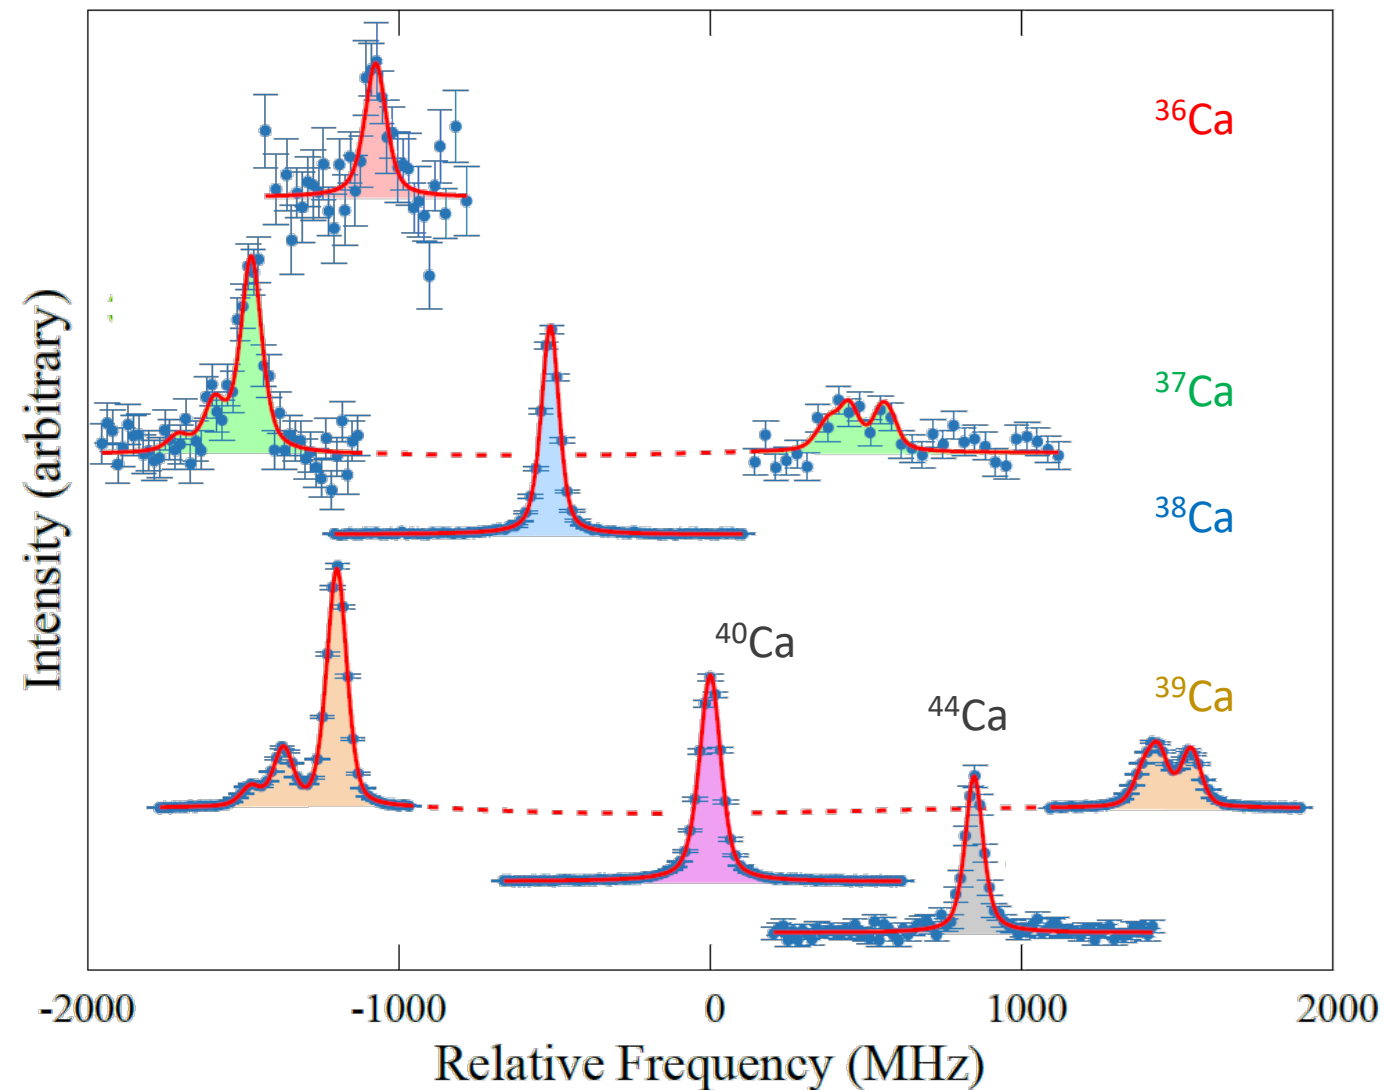 ³⁶Ca
³⁷Ca
³⁸Ca
⁴⁰Ca
³⁹Ca
⁴⁴Ca
Intensity (arbitrary)
-2000 -1000 0 1000 2000
Relative Frequency (MHz)